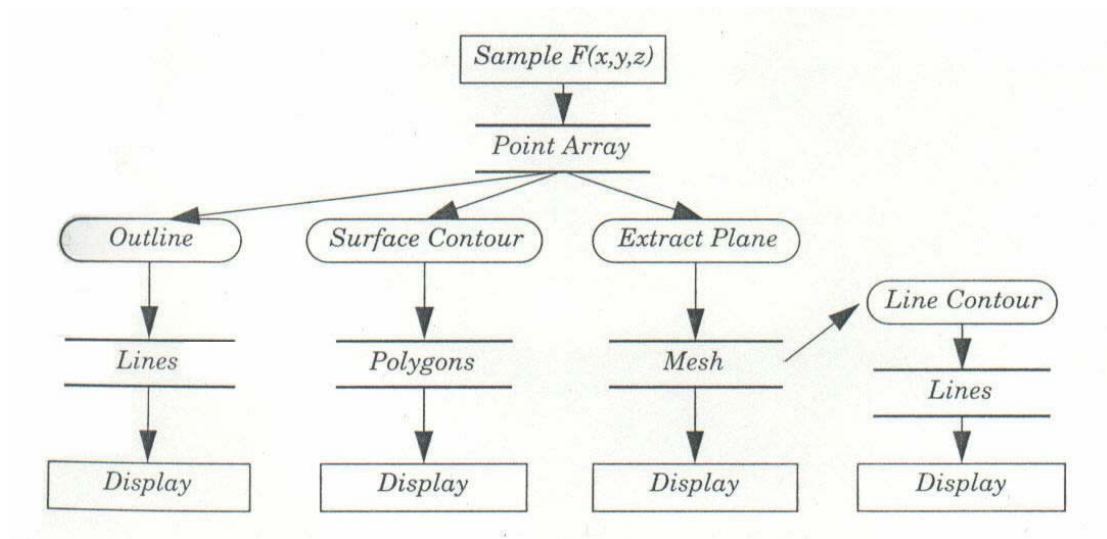 Sample F(x,y,z)
Point Array
Outline
Surface Contour
Extract Plane
Line Contour
Lines
Polygons
Mesh
Lines
Display
Display
Display
Display